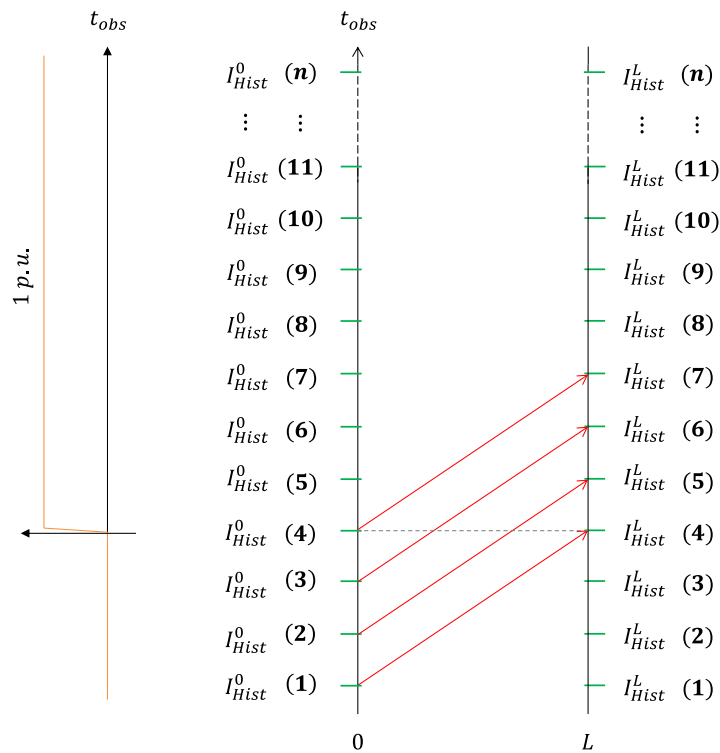 t_obs t_obs
I^0_Hist (n) I^L_Hist (n)
⋮ ⋮ ⋮ ⋮
I^0_Hist (11) I^L_Hist (11)
I^0_Hist (10) I^L_Hist (10)
I^0_Hist (9) I^L_Hist (9)
1 p.u.
I^0_Hist (8) I^L_Hist (8)
I^0_Hist (7) I^L_Hist (7)
I^0_Hist (6) I^L_Hist (6)
I^0_Hist (5) I^L_Hist (5)
I^0_Hist (4) I^L_Hist (4)
I^0_Hist (3) I^L_Hist (3)
I^0_Hist (2) I^L_Hist (2)
I^0_Hist (1) I^L_Hist (1)
0 L